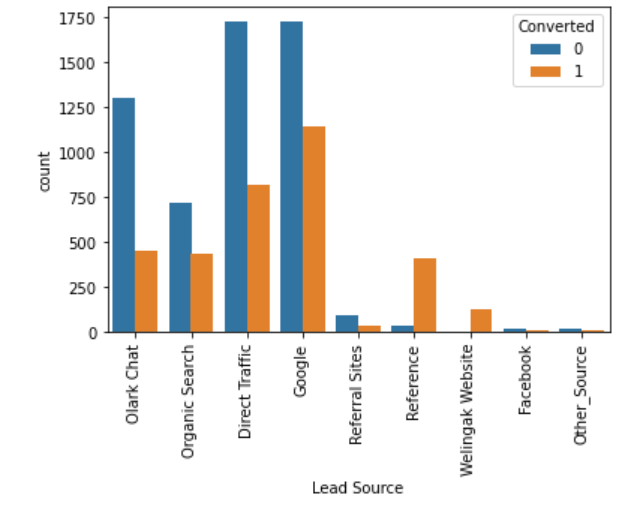 Converted
0
1
1750
1500
1250
1000
750
500
250
0
count
Olark Chat
Organic Search
Direct Traffic
Google
Referral Sites
Reference
Welingak Website
Facebook
Other_Source
Lead Source